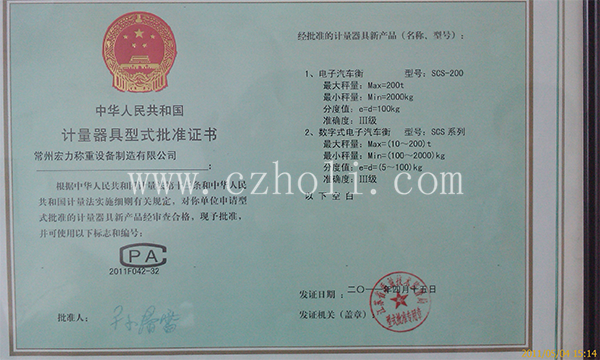 中华人民共和国
计量器具型式批准证书
常州宏力称重设备制造有限公司
:
根据中华人民共和国计量法第十三条和中华人民
共和国计量法实施细则有关规定，对你单位申请型
式批准的计量器具新产品经审查合格，现予批准，
并可使用以下标志和编号：
CPA
2011F042-32
批准人：
经批准的计量器具新产品（名称、型号）：
1、电子汽车衡 型号：SCS-200
最大秤量：Max=200t
最小秤量：Min=2000kg
分度值：e=d=100kg
准确度：Ⅲ级
2、数字式电子汽车衡 型号：SCS 系列
最大秤量：Max=(10～200)t
最小秤量：Min=(100～2000)kg
分度值：e=d=(5～100)kg
准确度：Ⅲ级
以下空白
发证日期：二〇一一年四月十五日
发证机关（盖章）
www.czholi.com